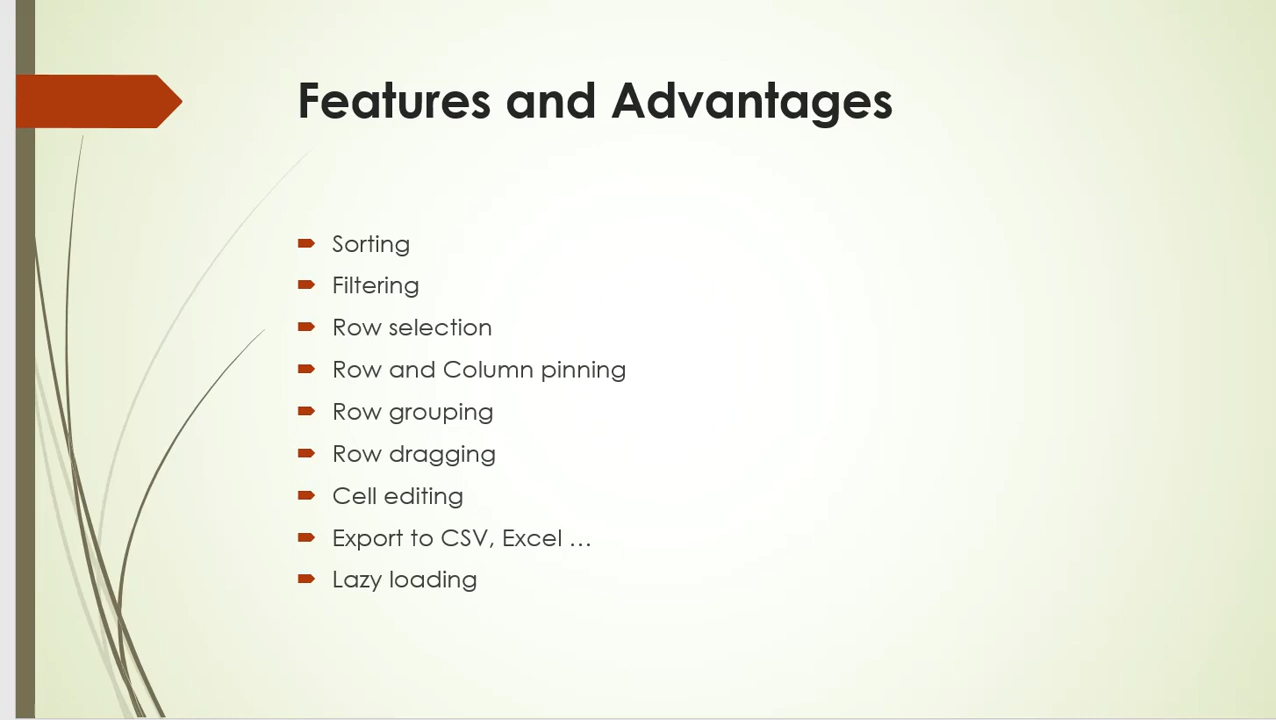 Features and Advantages
Sorting
Filtering
Row selection
Row and Column pinning
Row grouping
Row dragging
Cell editing
Export to CSV, Excel …
Lazy loading